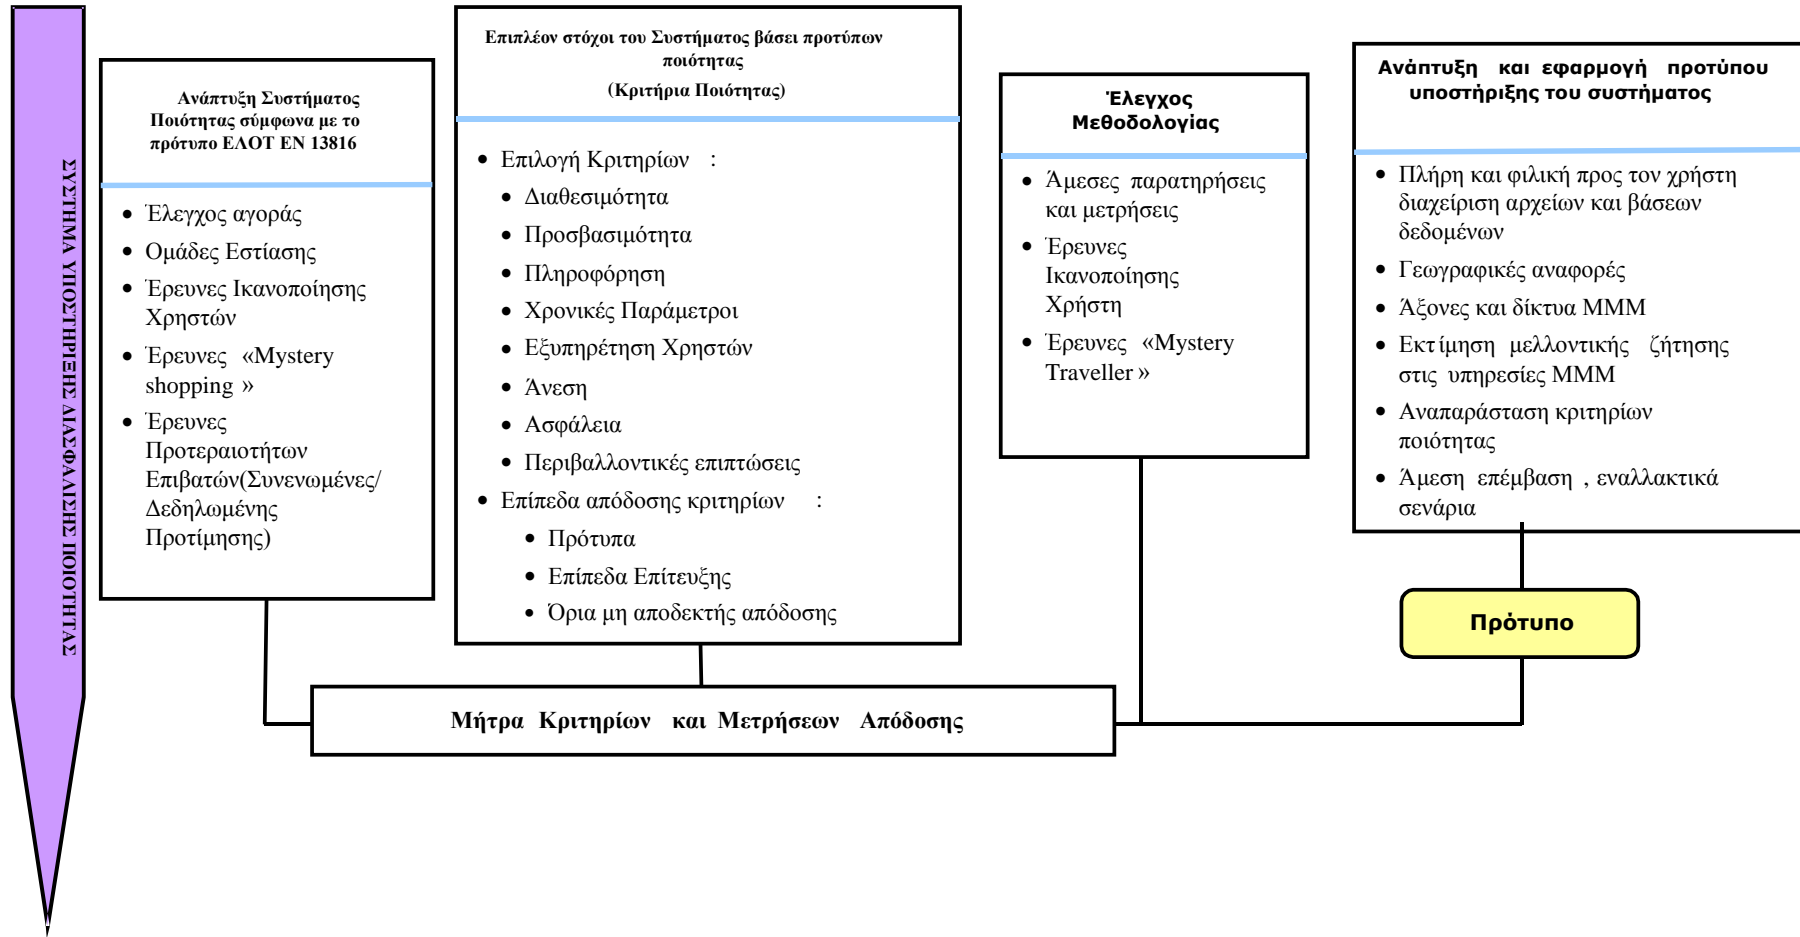 ΣΥΣΤΗΜΑ ΥΠΟΣΤΗΡΙΞΗΣ ΔΙΑΣΦΑΛΙΣΗΣ ΠΟΙΟΤΗΤΑΣ
Ανάπτυξη Συστήματος
Ποιότητας σύμφωνα με το
πρότυπο ΕΛΟΤ ΕΝ 13816
• Έλεγχος αγοράς
• Ομάδες Εστίασης
• Έρευνες Ικανοποίησης
Χρηστών
• Έρευνες «Mystery
shopping »
• Έρευνες
Προτεραιοτήτων
Επιβατών(Συνενωμένες/
Δεδηλωμένης
Προτίμησης)
Επιπλέον στόχοι του Συστήματος βάσει προτύπων
ποιότητας
(Κριτήρια Ποιότητας)
• Επιλογή Κριτηρίων :
• Διαθεσιμότητα
• Προσβασιμότητα
• Πληροφόρηση
• Χρονικές Παράμετροι
• Εξυπηρέτηση Χρηστών
• Άνεση
• Ασφάλεια
• Περιβαλλοντικές επιπτώσεις
• Επίπεδα απόδοσης κριτηρίων :
• Πρότυπα
• Επίπεδα Επίτευξης
• Όρια μη αποδεκτής απόδοσης
Έλεγχος
Μεθοδολογίας
• Άμεσες παρατηρήσεις
και μετρήσεις
• Έρευνες
Ικανοποίησης
Χρήστη
• Έρευνες «Mystery
Traveller »
Ανάπτυξη και εφαρμογή προτύπου
υποστήριξης του συστήματος
• Πλήρη και φιλική προς τον χρήστη
διαχείριση αρχείων και βάσεων
δεδομένων
• Γεωγραφικές αναφορές
• Άξονες και δίκτυα ΜΜΜ
• Εκτίμηση μελλοντικής ζήτησης
στις υπηρεσίες ΜΜΜ
• Αναπαράσταση κριτηρίων
ποιότητας
• Άμεση επέμβαση , εναλλακτικά
σενάρια
Πρότυπο
Μήτρα Κριτηρίων και Μετρήσεων Απόδοσης